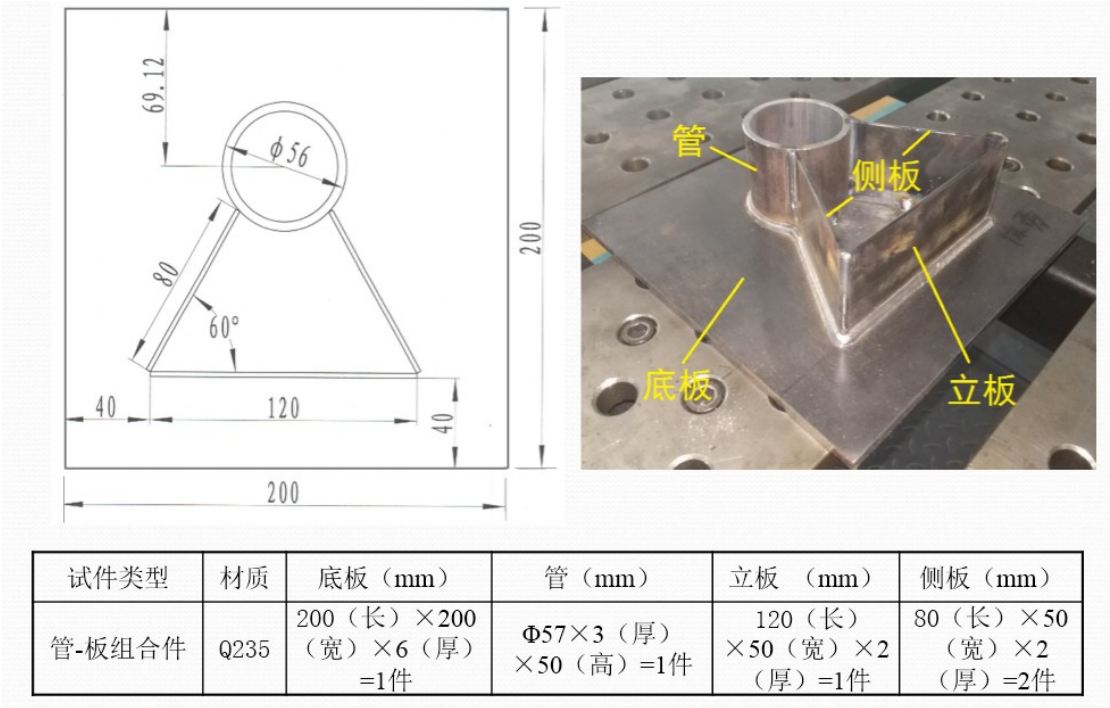 69.12
ф56
80
60°
200
40
120
40
200
管
侧板
底板
立板
试件类型 材质 底板（mm） 管（mm） 立板 （mm） 侧板（mm）
管-板组合件 Q235
200（长）×200
（宽）×6（厚）
=1件
Φ57×3（厚）
×50（高）=1件
120（长）
×50（宽）×2
（厚）=1件
80（长）×50
（宽）×2
（厚）=2件